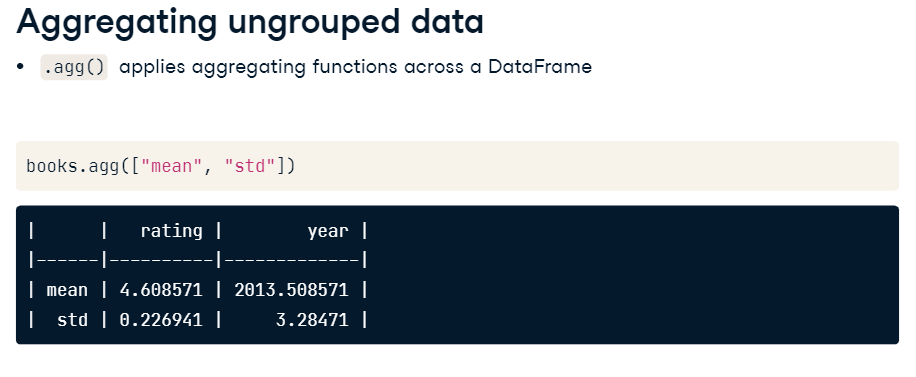 Aggregating ungrouped data
• .agg() applies aggregating functions across a DataFrame
books.agg(["mean", "std"])
|      |   rating |        year |
|------|----------|-------------|
| mean | 4.608571 | 2013.508571 |
|  std | 0.226941 |     3.28471 |